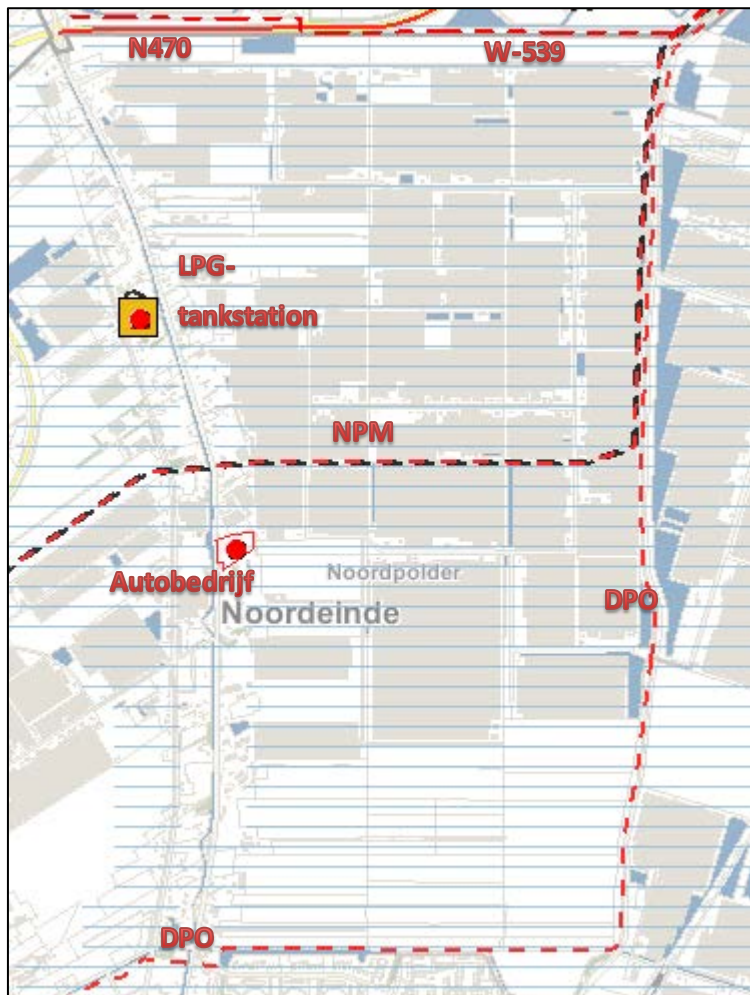 N470
W-539
LPG-
tankstation
NPM
Autobedrijf
Noordpolder
DPO
Noordeinde
DPO